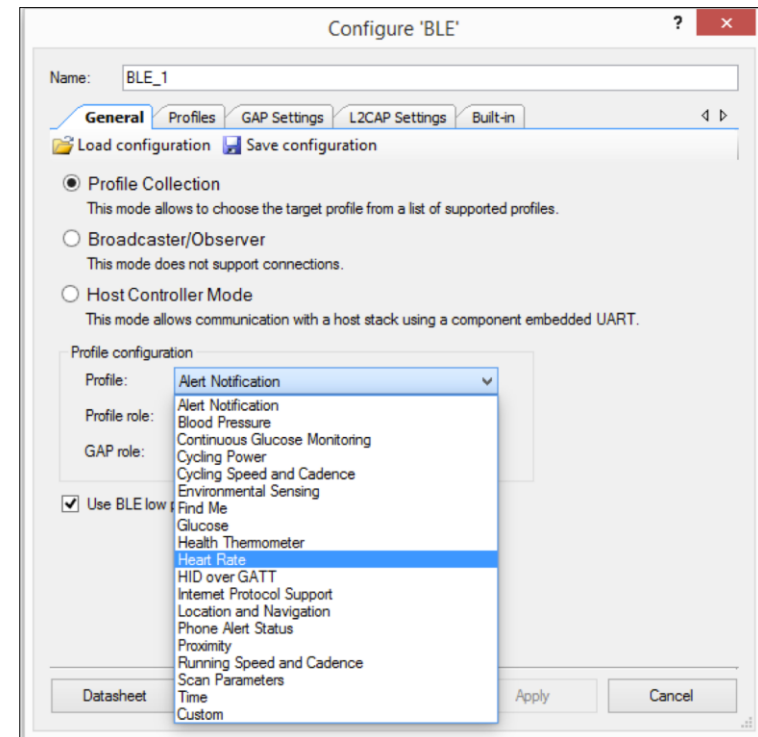 Configure 'BLE'
? ×
Name: BLE_1
General Profiles GAP Settings L2CAP Settings Built-in
Load configuration Save configuration
Profile Collection
This mode allows to choose the target profile from a list of supported profiles.
Broadcaster/Observer
This mode does not support connections.
Host Controller Mode
This mode allows communication with a host stack using a component embedded UART.
Profile configuration
Profile: Alert Notification
Profile role:
GAP role:
Use BLE low
Alert Notification
Blood Pressure
Continuous Glucose Monitoring
Cycling Power
Cycling Speed and Cadence
Environmental Sensing
Find Me
Glucose
Health Thermometer
Heart Rate
HID over GATT
Internet Protocol Support
Location and Navigation
Phone Alert Status
Proximity
Running Speed and Cadence
Scan Parameters
Time
Custom
Datasheet Apply Cancel